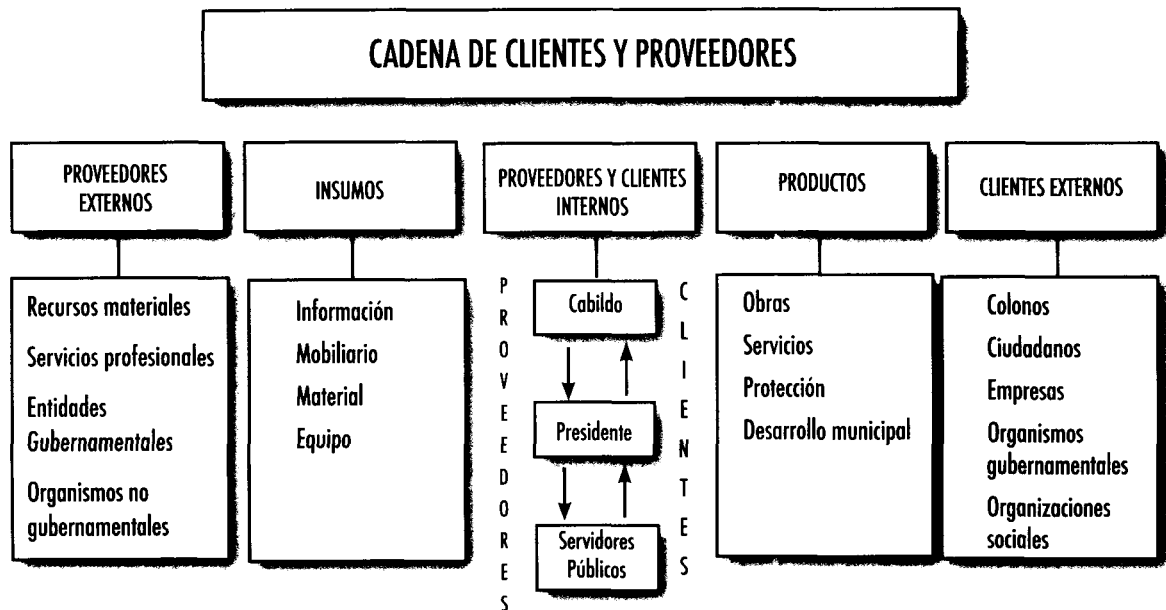 CADENA DE CLIENTES Y PROVEEDORES
PROVEEDORES
EXTERNOS
Recursos materiales
Servicios profesionales
Entidades
Gubernamentales
Organismos no
gubernamentales
INSUMOS
Información
Mobiliario
Material
Equipo
PROVEEDORES Y CLIENTES
INTERNOS
PROVEEDORES
Cabildo
Presidente
Servidores
Públicos
CLIENTES
PRODUCTOS
Obras
Servicios
Protección
Desarrollo municipal
CLIENTES EXTERNOS
Colonos
Ciudadanos
Empresas
Organismos
gubernamentales
Organizaciones
sociales